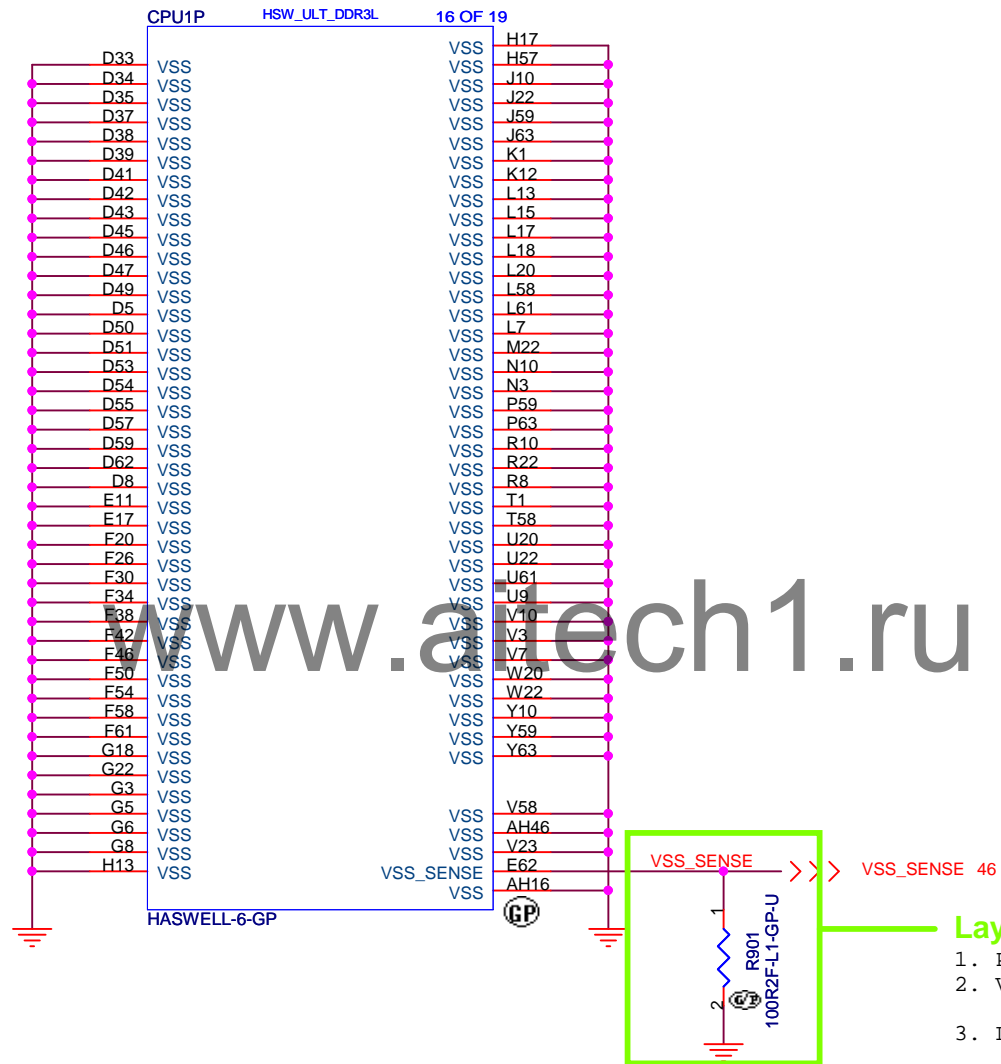 CPU1P HSW_ULT_DDR3L 16 OF 19
VSS H17
D33 VSS VSS H57
D34 VSS VSS J10
D35 VSS VSS J22
D37 VSS VSS J59
D38 VSS VSS J63
D39 VSS VSS K1
D41 VSS VSS K12
D42 VSS VSS L13
D43 VSS VSS L15
D45 VSS VSS L17
D46 VSS VSS L18
D47 VSS VSS L20
D49 VSS VSS L58
D5 VSS VSS L61
D50 VSS VSS L7
D51 VSS VSS M22
D53 VSS VSS N10
D54 VSS VSS N3
D55 VSS VSS P59
D57 VSS VSS P63
D59 VSS VSS R10
D62 VSS VSS R22
D8 VSS VSS R8
E11 VSS VSS T1
E17 VSS VSS T58
F20 VSS VSS U20
F26 VSS VSS U22
F30 VSS VSS U61
F34 VSS VSS U9
F38 VSS VSS V10
F42 VSS VSS V3
F46 VSS VSS V7
F50 VSS VSS W20
F54 VSS VSS W22
F58 VSS VSS Y10
F61 VSS VSS Y59
G18 VSS VSS Y63
G22 VSS
G3 VSS
G5 VSS VSS V58
G6 VSS VSS AH46
G8 VSS VSS V23
H13 VSS VSS_SENSE E62
VSS AH16
HASWELL-6-GP
GP
www.aitech1.ru
VSS_SENSE
VSS_SENSE 46
1
R901
100R2F-L1-GP-U
2
G/P
Lay
1.
2. V
3.